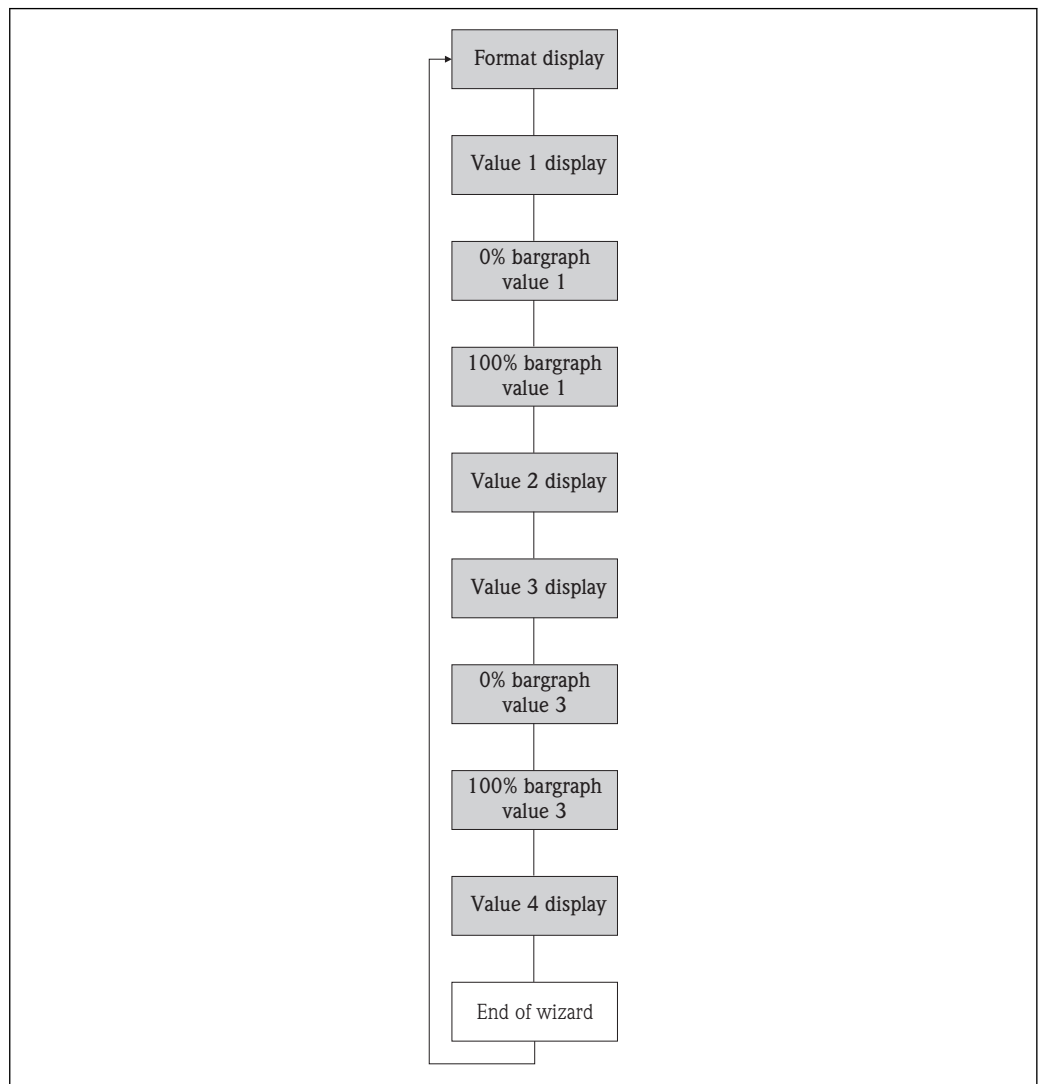 Format display
Value 1 display
0% bargraph
value 1
100% bargraph
value 1
Value 2 display
Value 3 display
0% bargraph
value 3
100% bargraph
value 3
Value 4 display
End of wizard